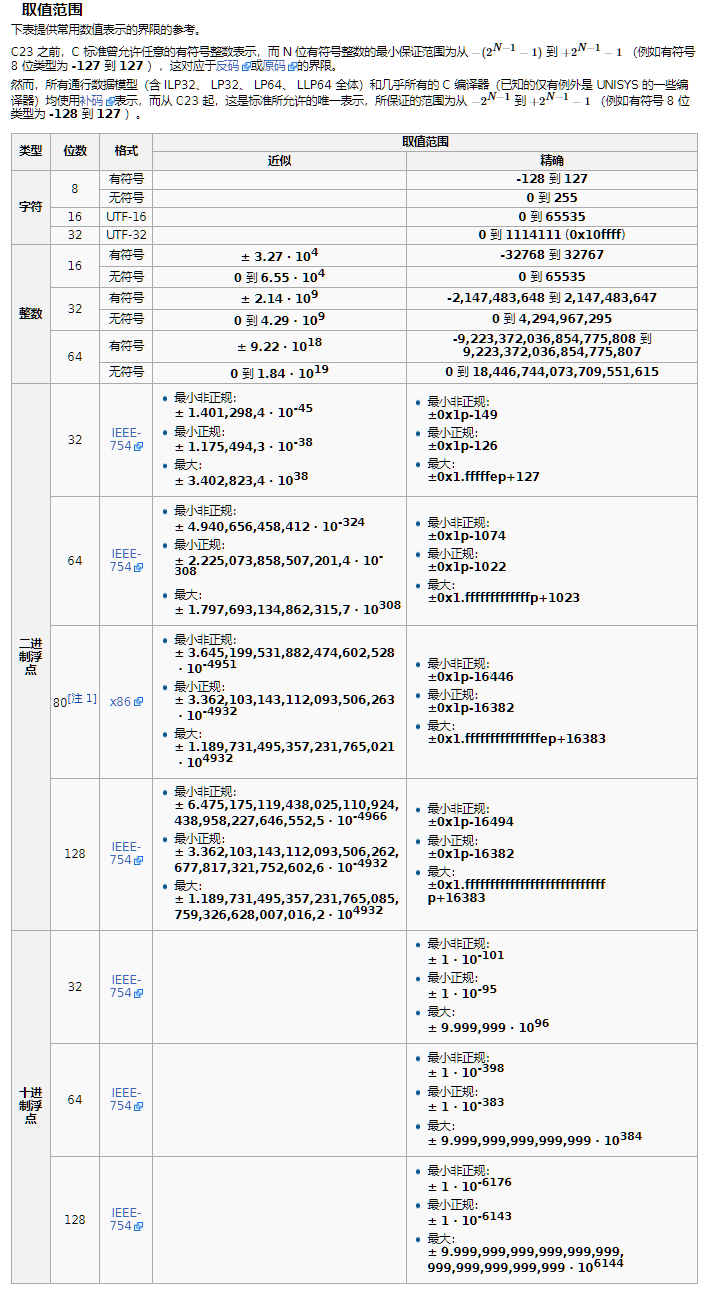 取值范围
下表提供常用数值表示的界限的参考。
C23 之前，C 标准曾允许任意的有符号整数表示，而 N 位有符号整数的最小保证范围为从 −(2^N−1 − 1) 到 +2^N−1 − 1 （例如有符号
8 位类型为 -127 到 127 ），这对应于反码或原码的界限。
然而，所有通行数据模型（含 ILP32、 LP32、 LP64、 LLP64 全体）和几乎所有的 C 编译器（已知的仅有例外是 UNISYS 的一些编
译器）均使用补码表示，而从 C23 起，这是标准所允许的唯一表示，所保证的范围为从 −2^N−1 到 +2^N−1 − 1 （例如有符号 8 位
类型为 -128 到 127 ）。
类型 位数 格式 取值范围
近似 精确
字符 8 有符号 -128 到 127
无符号 0 到 255
16 UTF-16 0 到 65535
32 UTF-32 0 到 1114111 (0x10ffff)
整数 16 有符号 ± 3.27 · 10^4 -32768 到 32767
无符号 0 到 6.55 · 10^4 0 到 65535
32 有符号 ± 2.14 · 10^9 -2,147,483,648 到 2,147,483,647
无符号 0 到 4.29 · 10^9 0 到 4,294,967,295
64 有符号 ± 9.22 · 10^18 -9,223,372,036,854,775,808 到
9,223,372,036,854,775,807
无符号 0 到 1.84 · 10^19 0 到 18,446,744,073,709,551,615
二进
制浮
点
32
IEEE-
754
最小非正规:
± 1.401,298,4 · 10^-45
最小正规:
± 1.175,494,3 · 10^-38
最大:
± 3.402,823,4 · 10^38
最小非正规:
±0x1p-149
最小正规:
±0x1p-126
最大:
±0x1.fffffep+127
64
IEEE-
754
最小非正规:
± 4.940,656,458,412 · 10^-324
最小正规:
± 2.225,073,858,507,201,4 · 10^-
308
最大:
± 1.797,693,134,862,315,7 · 10^308
最小非正规:
±0x1p-1074
最小正规:
±0x1p-1022
最大:
±0x1.fffffffffffffp+1023
80[注 1]
x86
最小非正规:
± 3.645,199,531,882,474,602,528
· 10^-4951
最小正规:
± 3.362,103,143,112,093,506,263
· 10^-4932
最大:
± 1.189,731,495,357,231,765,021
· 10^4932
最小非正规:
±0x1p-16446
最小正规:
±0x1p-16382
最大:
±0x1.fffffffffffffffep+16383
128
IEEE-
754
最小非正规:
± 6.475,175,119,438,025,110,924,
438,958,227,646,552,5 · 10^-4966
最小正规:
± 3.362,103,143,112,093,506,262,
677,817,321,752,602,6 · 10^-4932
最大:
± 1.189,731,495,357,231,765,085,
759,326,628,007,016,2 · 10^4932
最小非正规:
±0x1p-16494
最小正规:
±0x1p-16382
最大:
±0x1.ffffffffffffffffffffffffffff
p+16383
十进
制浮
点
32
IEEE-
754
最小非正规:
± 1 · 10^-101
最小正规:
± 1 · 10^-95
最大:
± 9.999,999 · 10^96
64
IEEE-
754
最小非正规:
± 1 · 10^-398
最小正规:
± 1 · 10^-383
最大:
± 9.999,999,999,999,999 · 10^384
128
IEEE-
754
最小非正规:
± 1 · 10^-6176
最小正规:
± 1 · 10^-6143
最大:
± 9.999,999,999,999,999,999,
999,999,999,999,999 · 10^6144